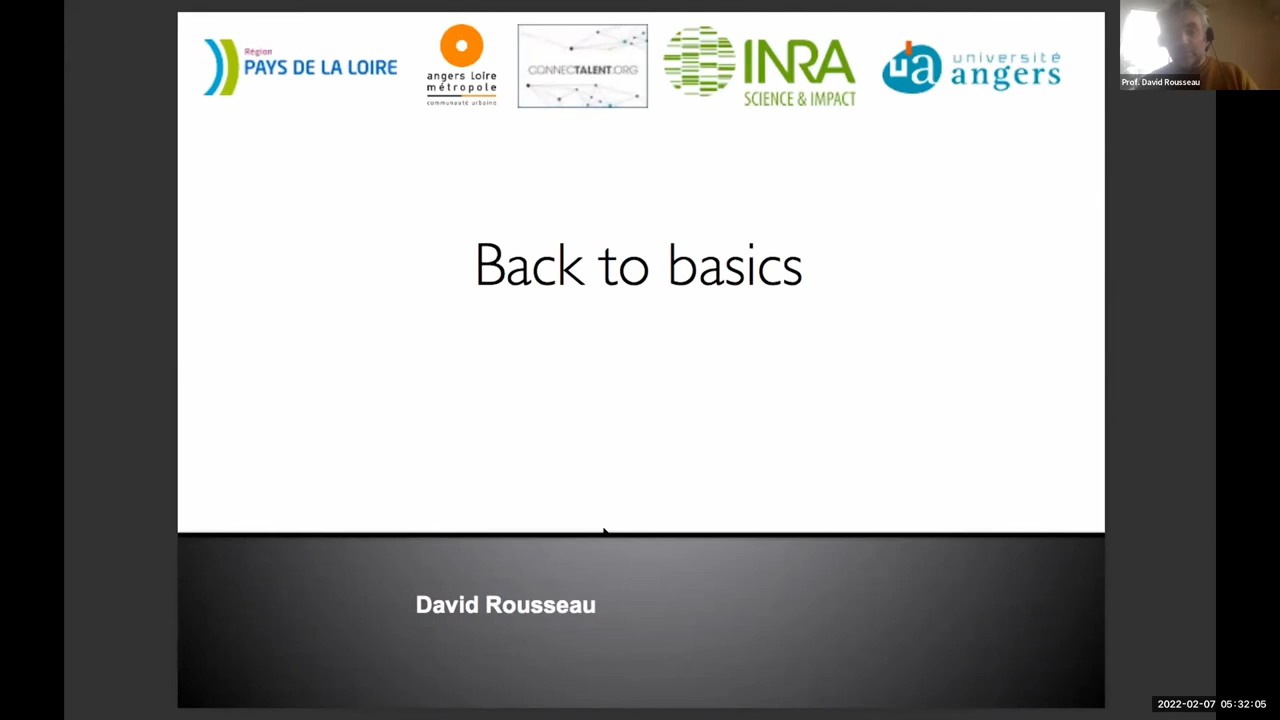 Région
PAYS DE LA LOIRE
angers Loire
métropole
communauté urbaine
CONNECTALENT.ORG
INRA
SCIENCE & IMPACT
ua
université
angers
Prof. David Rousseau
Back to basics
David Rousseau
2022-02-07 05:32:05